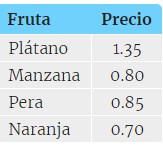 Fruta Precio
Plátano 1.35
Manzana 0.80
Pera 0.85
Naranja 0.70